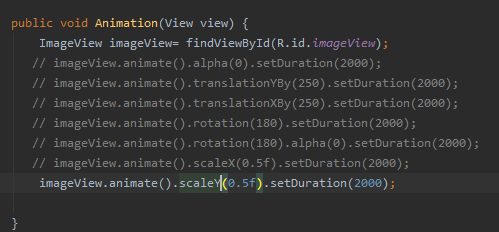 public void Animation(View view) {
ImageView imageView= findViewById(R.id.imageView);
// imageView.animate().alpha(0).setDuration(2000);
// imageView.animate().translationYBy(250).setDuration(2000);
// imageView.animate().translationXBy(250).setDuration(2000);
// imageView.animate().rotation(180).setDuration(2000);
// imageView.animate().rotation(180).alpha(0).setDuration(2000);
// imageView.animate().scaleX(0.5f).setDuration(2000);
imageView.animate().scaleY(0.5f).setDuration(2000);
}